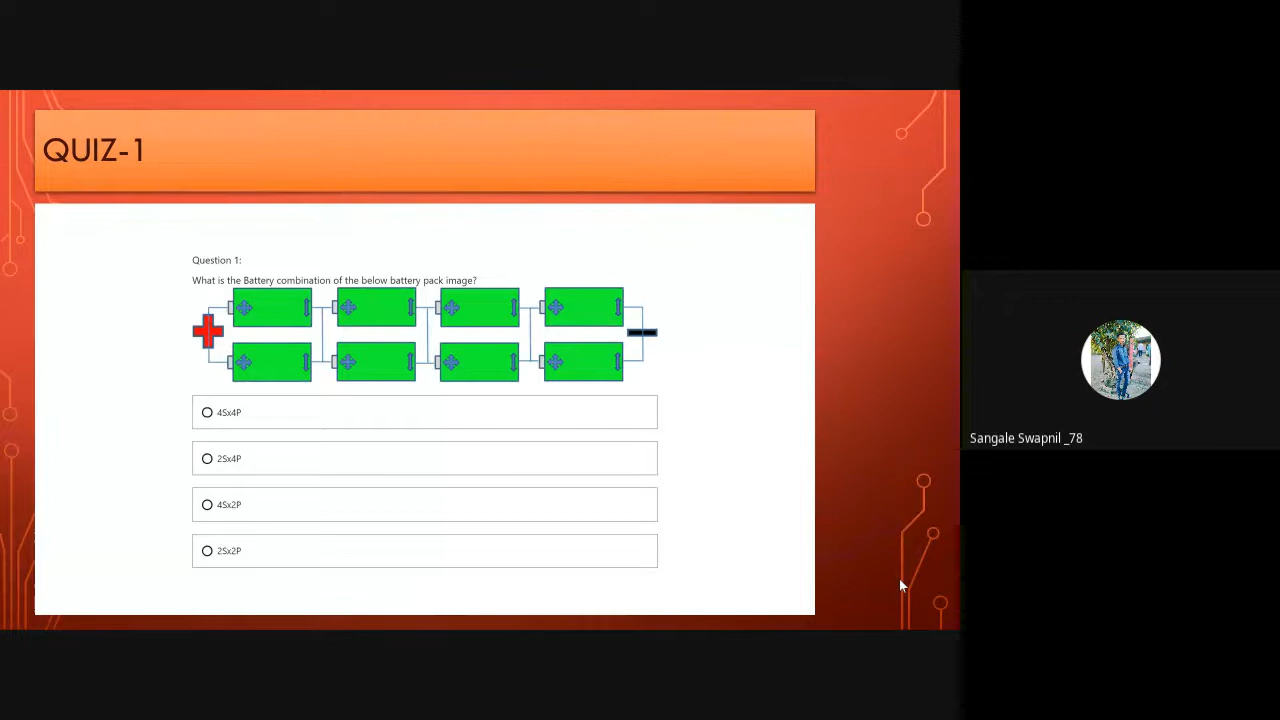 QUIZ-1
Question 1:
What is the Battery combination of the below battery pack image?
4Sx4P
2Sx4P
4Sx2P
2Sx2P
Sangale Swapnil _78